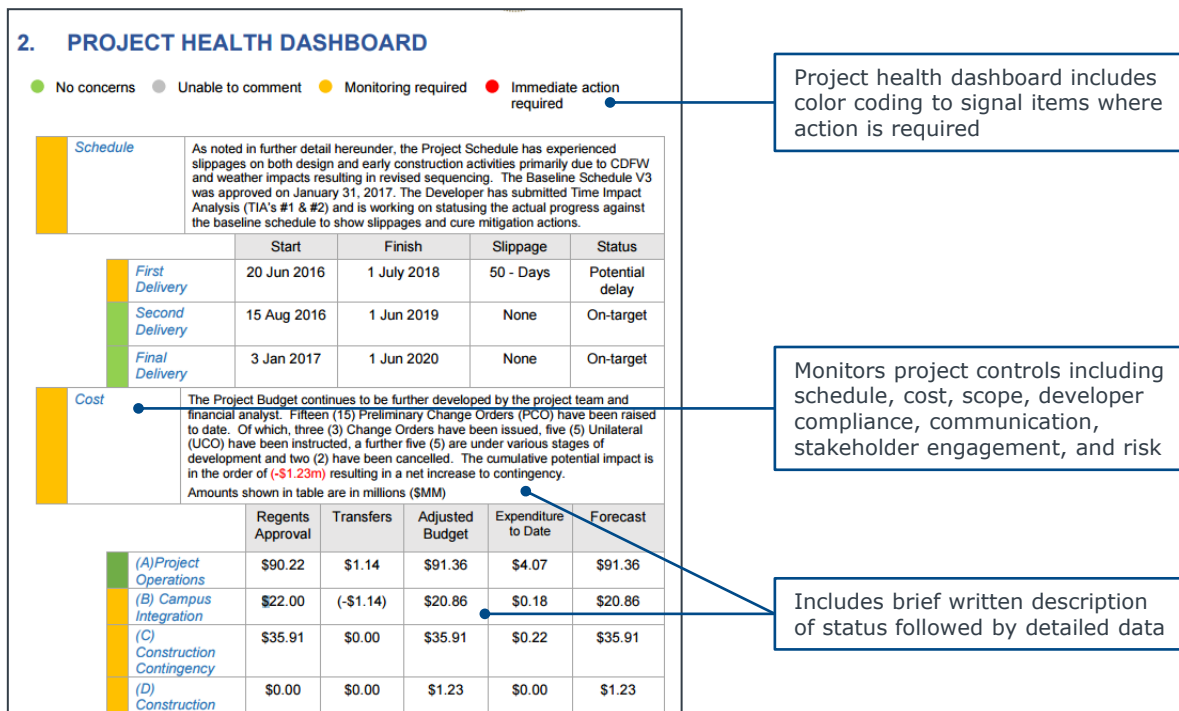 2. PROJECT HEALTH DASHBOARD
No concerns Unable to comment Monitoring required Immediate action
required
Schedule
As noted in further detail hereunder, the Project Schedule has experienced
slippages on both design and early construction activities primarily due to CDFW
and weather impacts resulting in revised sequencing. The Baseline Schedule V3
was approved on January 31, 2017. The Developer has submitted Time Impact
Analysis (TIA's #1 & #2) and is working on statusing the actual progress against
the baseline schedule to show slippages and cure mitigation actions.
Start Finish Slippage Status
First 20 Jun 2016 1 July 2018 50 - Days Potential
Delivery delay
Second 15 Aug 2016 1 Jun 2019 None On-target
Delivery
Final 3 Jan 2017 1 Jun 2020 None On-target
Delivery
Cost
The Project Budget continues to be further developed by the project team and
financial analyst. Fifteen (15) Preliminary Change Orders (PCO) have been raised
to date. Of which, three (3) Change Orders have been issued, five (5) Unilateral
(UCO) have been instructed, a further five (5) are under various stages of
development and two (2) have been cancelled. The cumulative potential impact is
in the order of (-$1.23m) resulting in a net increase to contingency.
Amounts shown in table are in millions ($MM)
Regents Transfers Adjusted Expenditure Forecast
Approval Budget to Date
(A)Project $90.22 $1.14 $91.36 $4.07 $91.36
Operations
(B) Campus $22.00 (-$1.14) $20.86 $0.18 $20.86
Integration
(C) $35.91 $0.00 $35.91 $0.22 $35.91
Construction
Contingency
(D) $0.00 $0.00 $1.23 $0.00 $1.23
Construction
Project health dashboard includes
color coding to signal items where
action is required
Monitors project controls including
schedule, cost, scope, developer
compliance, communication,
stakeholder engagement, and risk
Includes brief written description
of status followed by detailed data